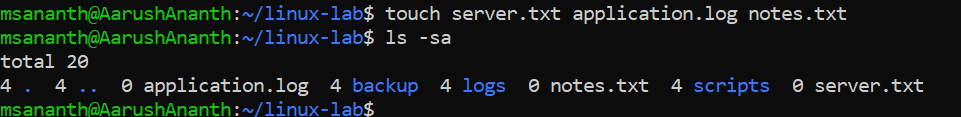 msananth@AarushAnanth:~/linux-lab$ touch server.txt application.log notes.txt
msananth@AarushAnanth:~/linux-lab$ ls -sa
total 20
4 .  4 ..  0 application.log  4 backup  4 logs  0 notes.txt  4 scripts  0 server.txt
msananth@AarushAnanth:~/linux-lab$